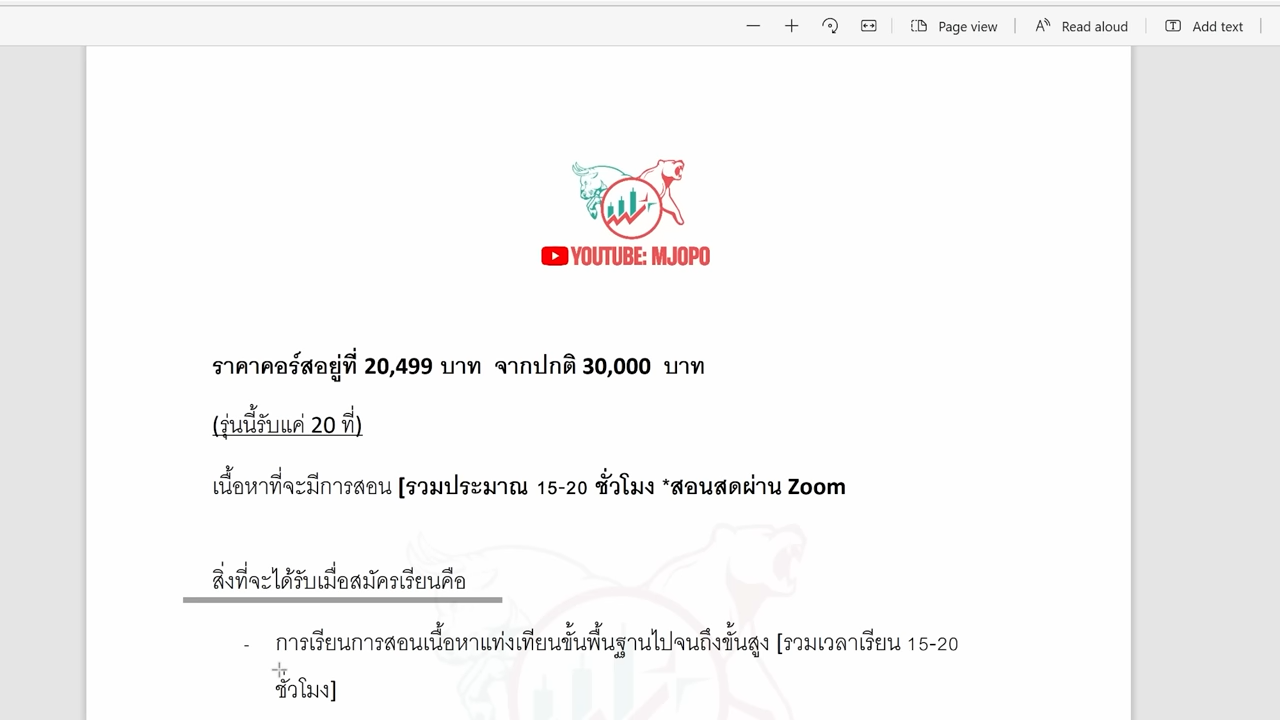 Page view
Read aloud
Add text
YOUTUBE: MJOPO
ราคาคอร์สอยู่ที่ 20,499 บาท จากปกติ 30,000 บาท
(รุ่นนี้รับแค่ 20 ที่)
เนื้อหาที่จะมีการสอน [รวมประมาณ 15-20 ชั่วโมง *สอนสดผ่าน Zoom
สิ่งที่จะได้รับเมื่อสมัครเรียนคือ
- การเรียนการสอนเนื้อหาแท่งเทียนขั้นพื้นฐานไปจนถึงขั้นสูง [รวมเวลาเรียน 15-20
ชั่วโมง]